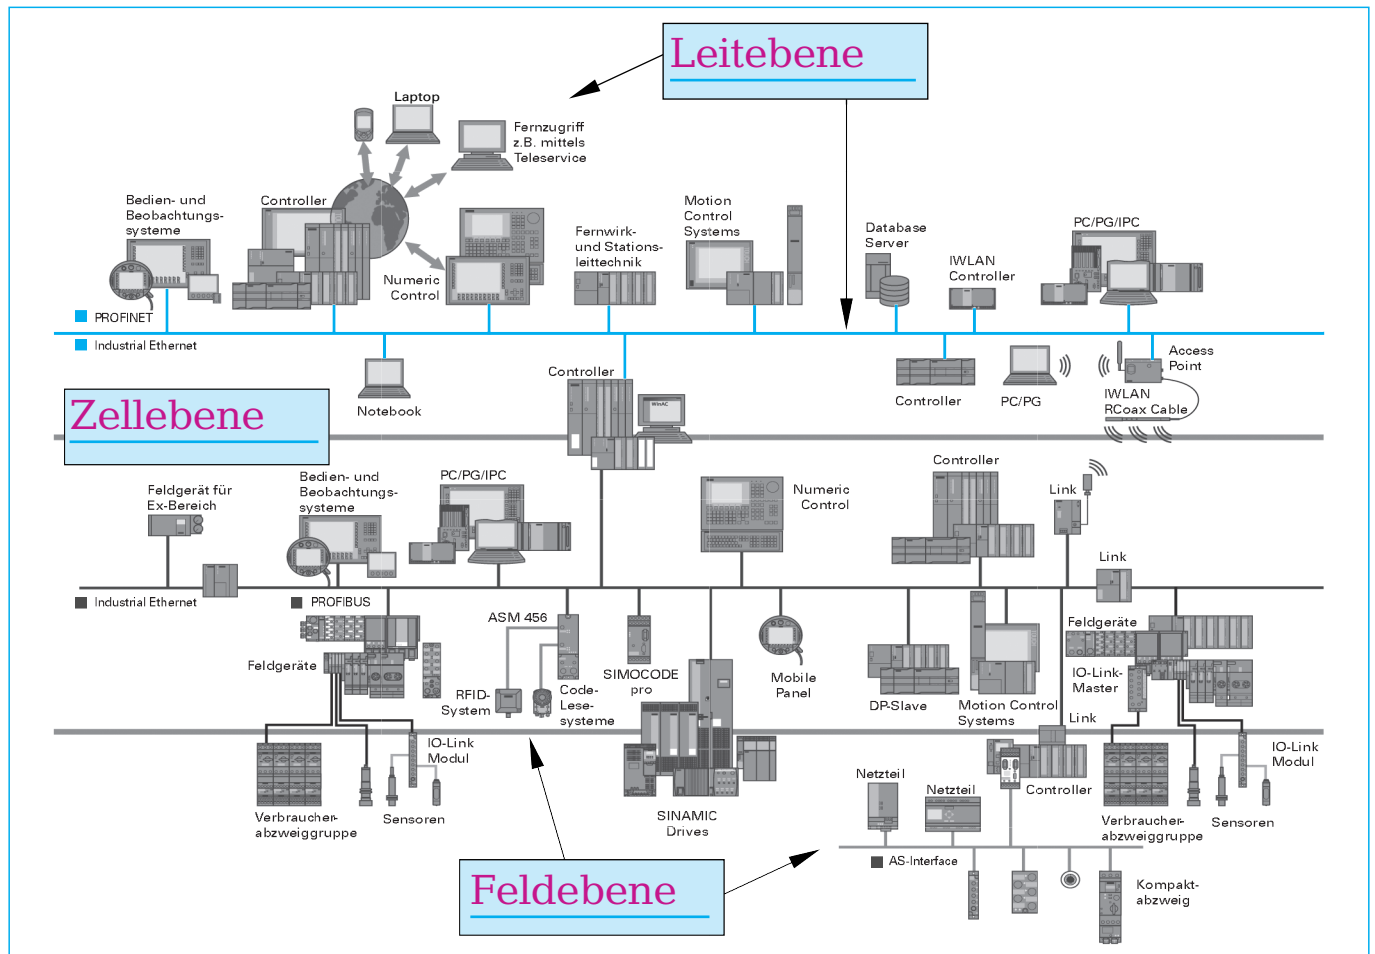 Leitebene
Laptop
Fernzugriff
z.B. mittels
Teleservice
Bedien- und
Beobachtungs-
systeme
Controller
Numeric
Control
Fernwirk-
und Stations-
leittechnik
Motion
Control
Systems
Database
Server
IWLAN
Controller
PC/PG/IPC
PROFINET
Industrial Ethernet
Notebook
Controller
WinAC
Controller
PC/PG
Access
Point
IWLAN
RCoax Cable
Zellebene
Feldgerät für
Ex-Bereich
Bedien- und
Beobachtungs-
systeme
PC/PG/IPC
Numeric
Control
Controller
Link
Link
Industrial Ethernet
PROFIBUS
Feldgeräte
ASM 456
RFID-
System
Code-
Lese-
systeme
SIMOCODE
pro
Mobile
Panel
DP-Slave
Motion Control
Systems
Feldgeräte
IO-Link-
Master
Link
IO-Link
Modul
Verbraucher-
abzweiggruppe
Sensoren
SINAMIC
Drives
Netzteil
Netzteil
Controller
IO-Link
Modul
Verbraucher-
abzweiggruppe
Sensoren
AS-Interface
Kompakt-
abzweig
Feldebene